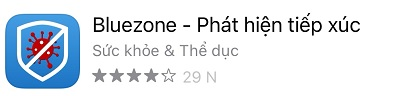 Bluezone - Phát hiện tiếp xúc
Sức khỏe & Thể dục
29 N